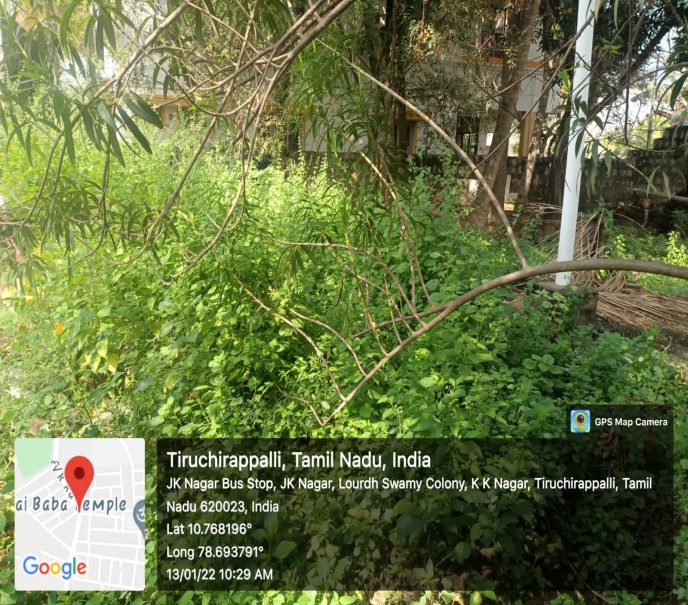 GPS Map Camera
Tiruchirappalli, Tamil Nadu, India
JK Nagar Bus Stop, JK Nagar, Lourdh Swamy Colony, K K Nagar, Tiruchirappalli, Tamil
Nadu 620023, India
Lat 10.768196°
Long 78.693791°
13/01/22 10:29 AM
ai Baba Temple
Google